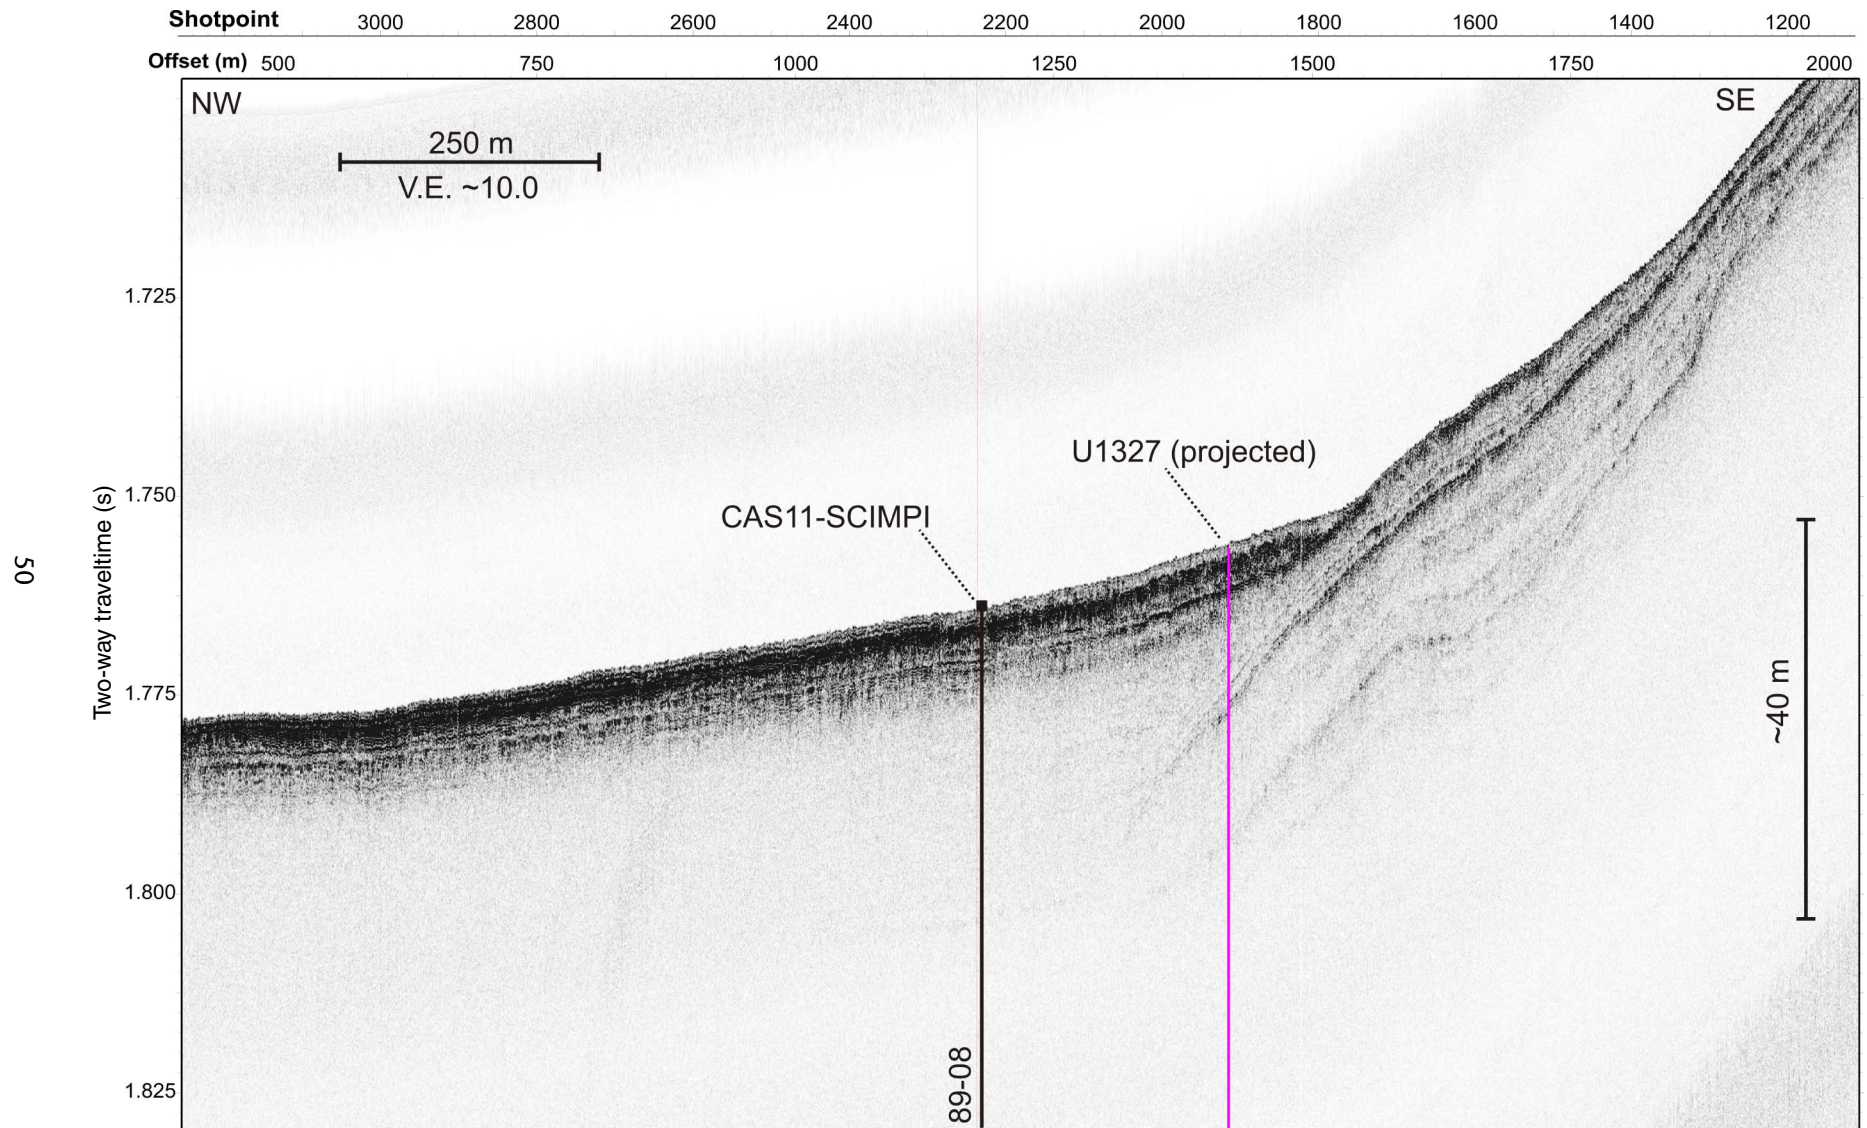 Shotpoint 3000 2800 2600 2400 2200 2000 1800 1600 1400 1200
Offset (m) 500 750 1000 1250 1500 1750 2000
NW
SE
250 m
V.E. ~10.0
1.725
1.750
1.775
1.800
1.825
Two-way traveltime (s)
50
U1327 (projected)
CAS11-SCIMPI
~40 m
89-08